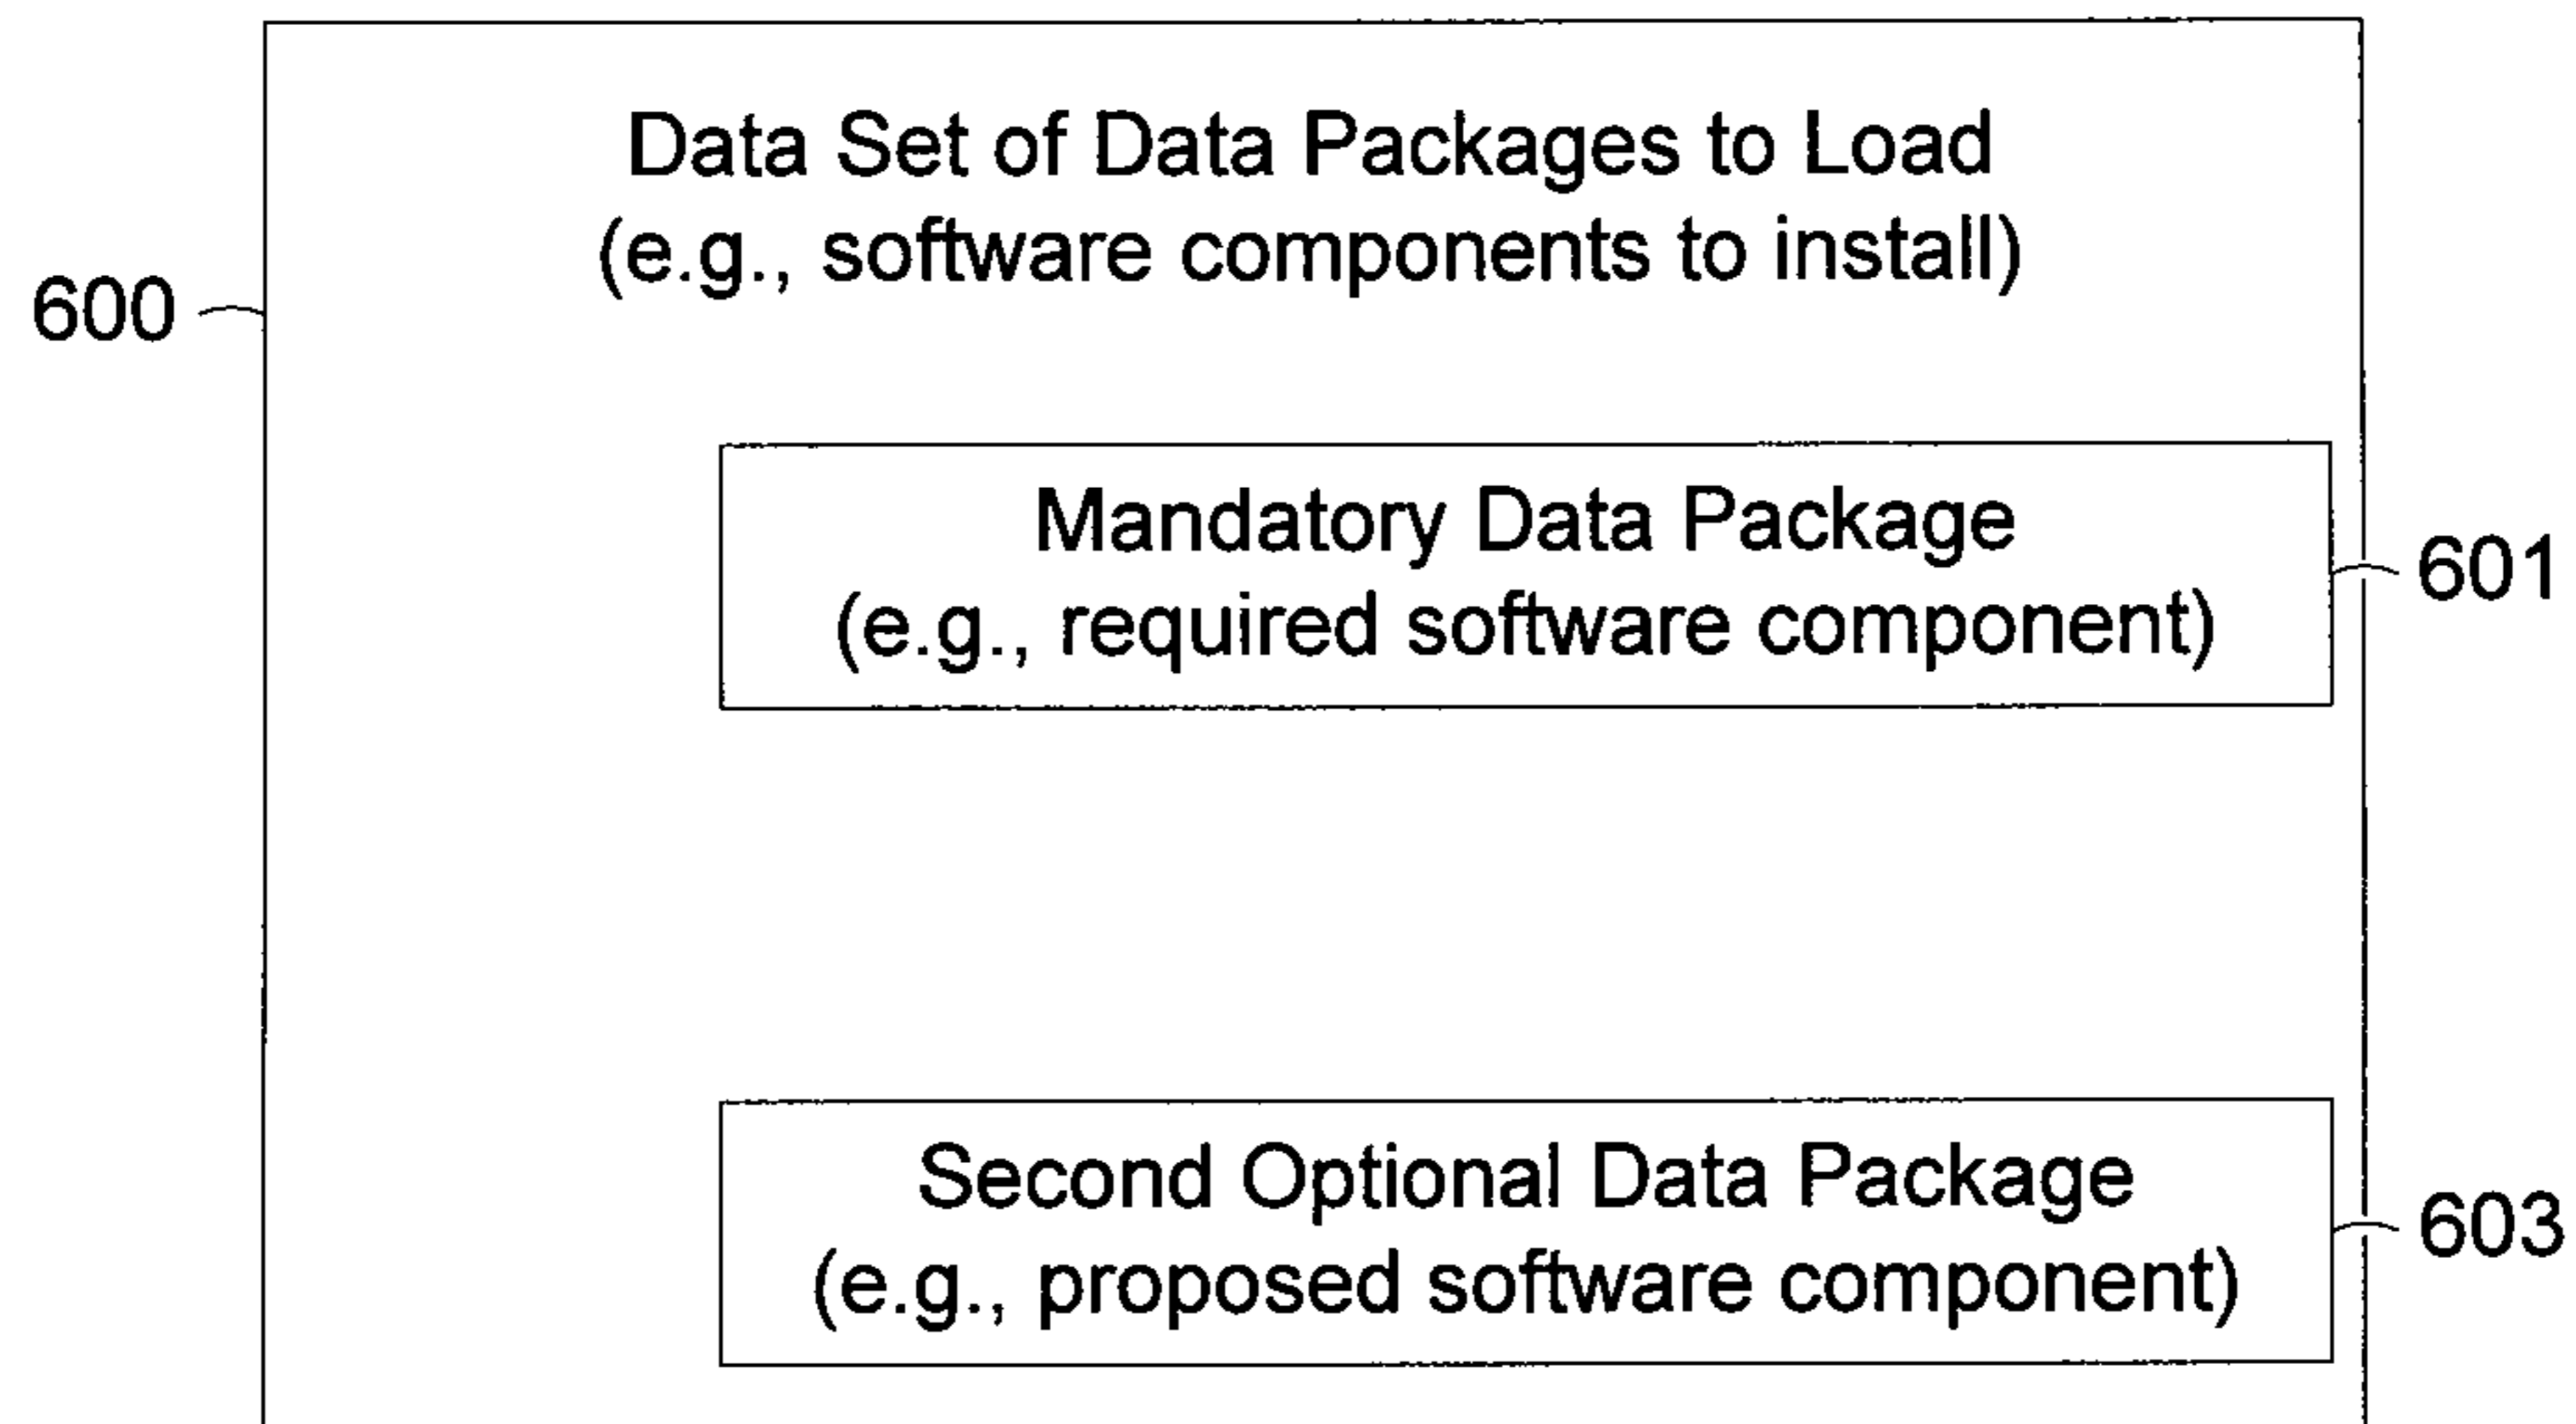 Data Set of Data Packages to Load
(e.g., software components to install)
600
Mandatory Data Package
(e.g., required software component)
601
Second Optional Data Package
(e.g., proposed software component)
603